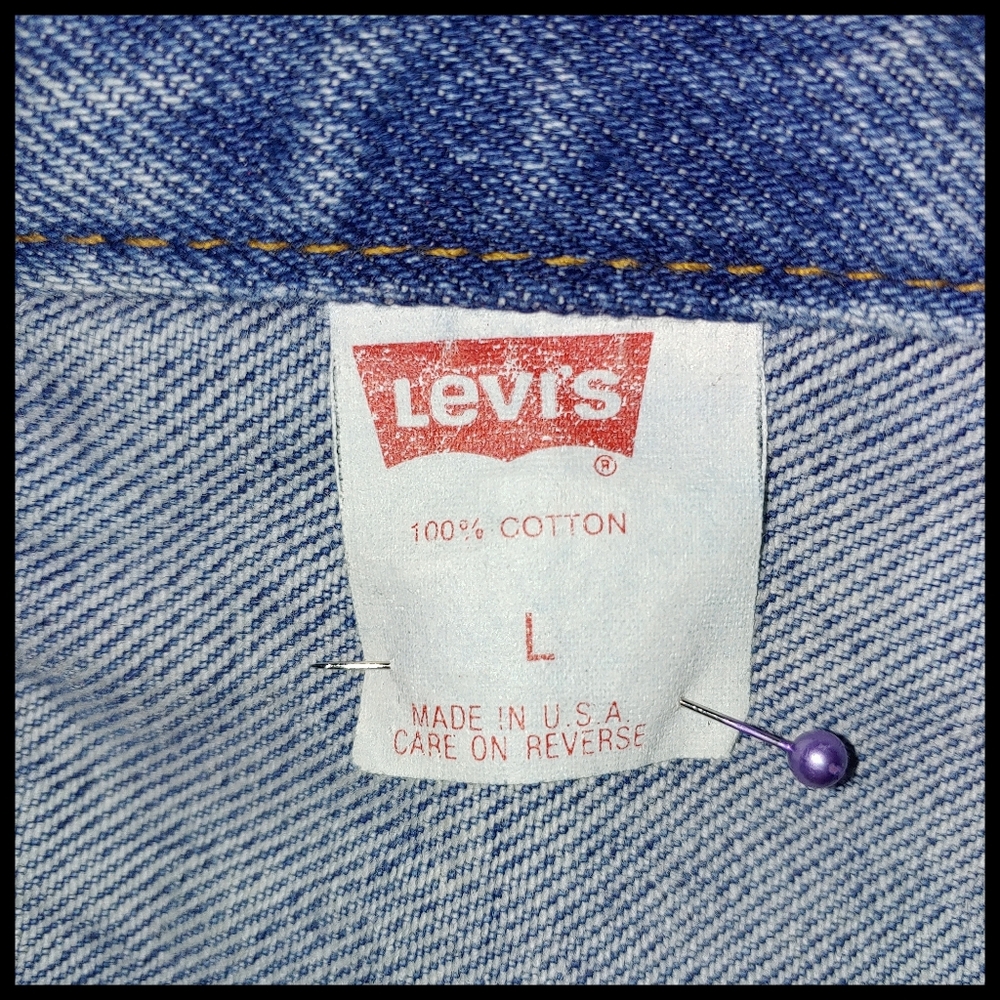 Levi's
®
100% COTTON
L
MADE IN U.S.A.
CARE ON REVERSE